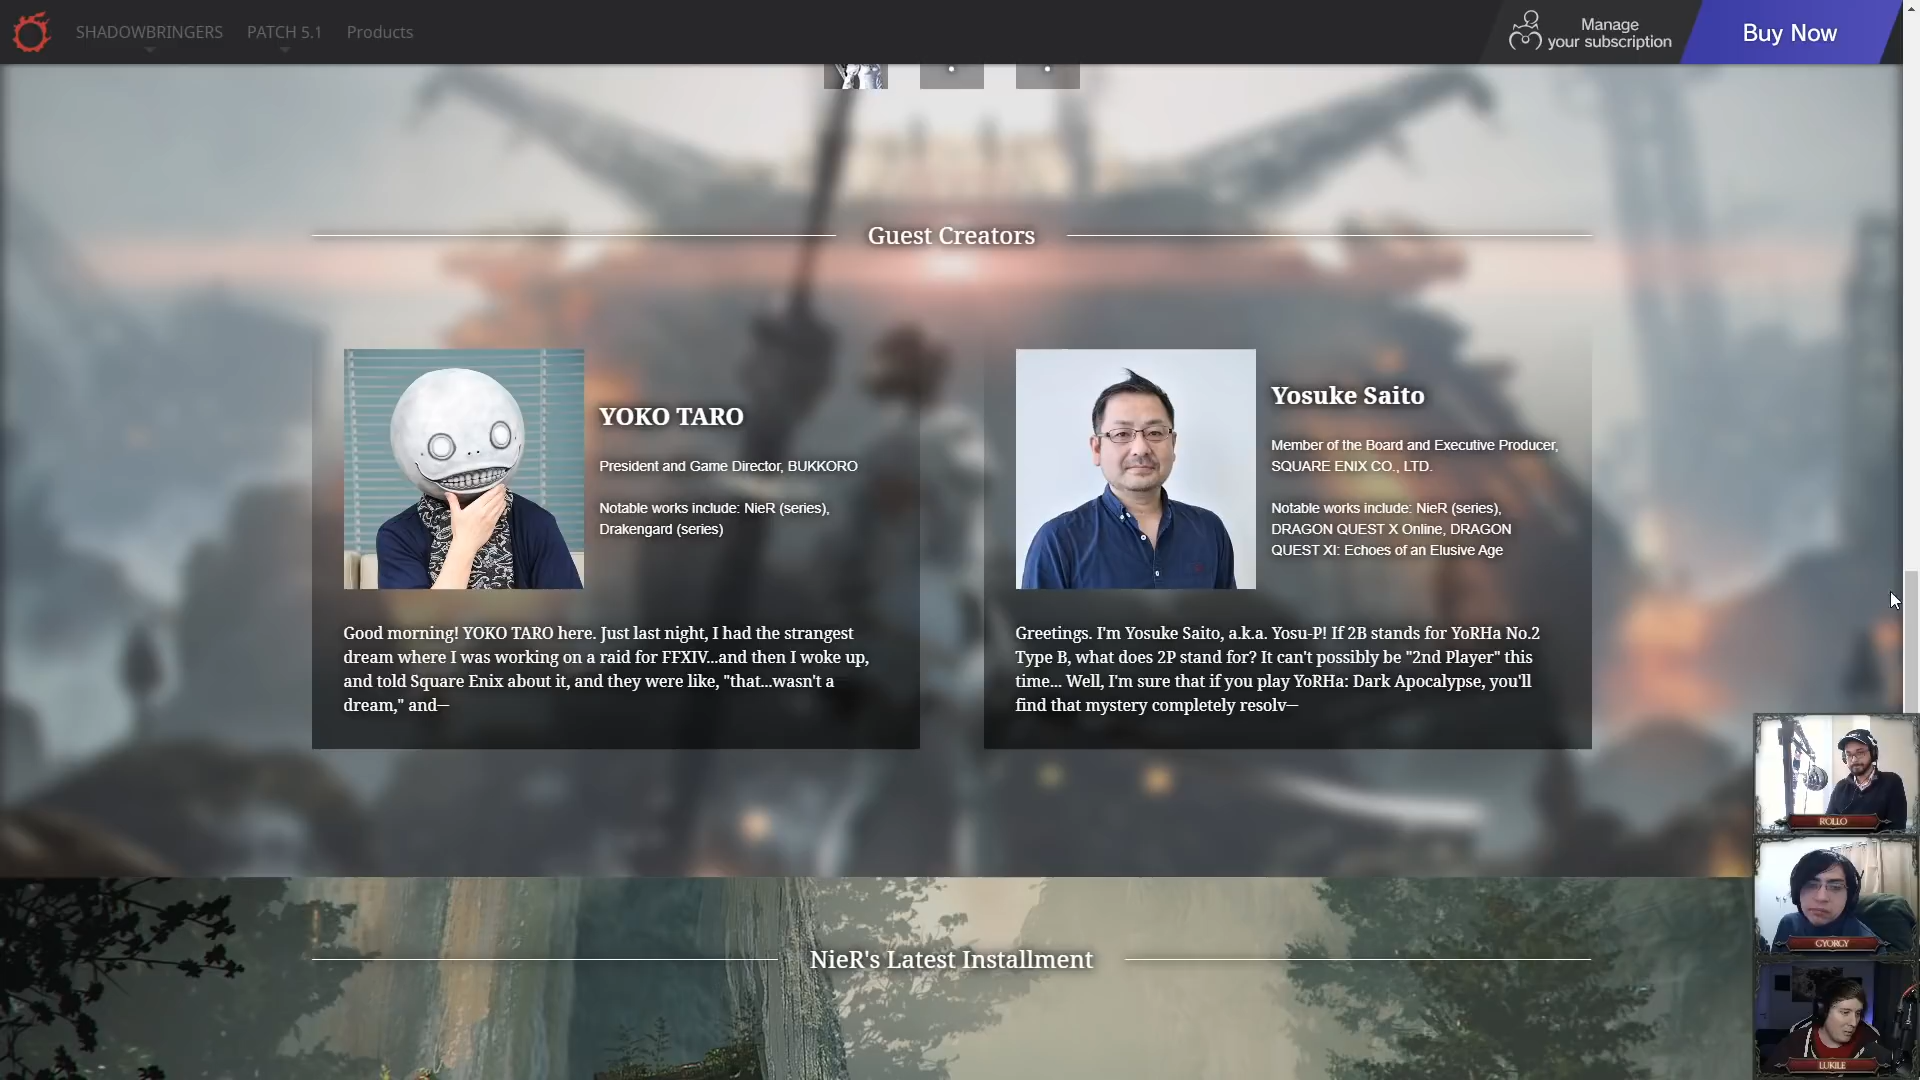 SHADOWBRINGERS
PATCH 5.1
Products
Manage
your subscription
Buy Now
Guest Creators
YOKO TARO
President and Game Director, BUKKORO
Notable works include: NieR (series),
Drakengard (series)
Good morning! YOKO TARO here. Just last night, I had the strangest
dream where I was working on a raid for FFXIV...and then I woke up,
and told Square Enix about it, and they were like, "that...wasn't a
dream," and—
Yosuke Saito
Member of the Board and Executive Producer,
SQUARE ENIX CO., LTD.
Notable works include: NieR (series),
DRAGON QUEST X Online, DRAGON
QUEST XI: Echoes of an Elusive Age
Greetings. I'm Yosuke Saito, a.k.a. Yosu-P! If 2B stands for YoRHa No.2
Type B, what does 2P stand for? It can't possibly be "2nd Player" this
time... Well, I'm sure that if you play YoRHa: Dark Apocalypse, you'll
find that mystery completely resolv—
ROLLO
GYORGY
LUKILE
NieR's Latest Installment